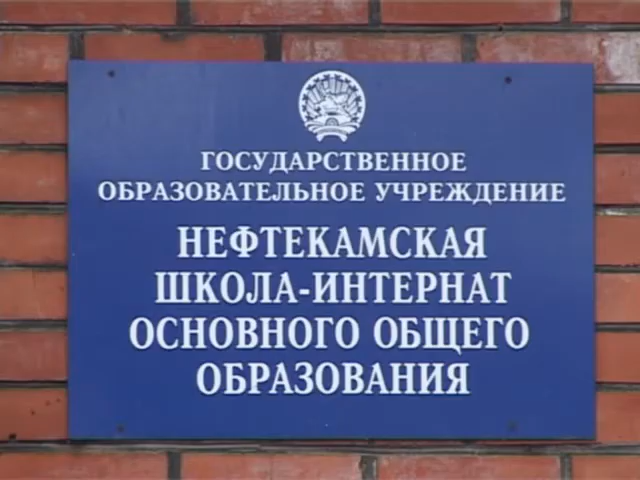 ГОСУДАРСТВЕННОЕ
ОБРАЗОВАТЕЛЬНОЕ УЧРЕЖДЕНИЕ
НЕФТЕКАМСКАЯ
ШКОЛА-ИНТЕРНАТ
ОСНОВНОГО ОБЩЕГО
ОБРАЗОВАНИЯ